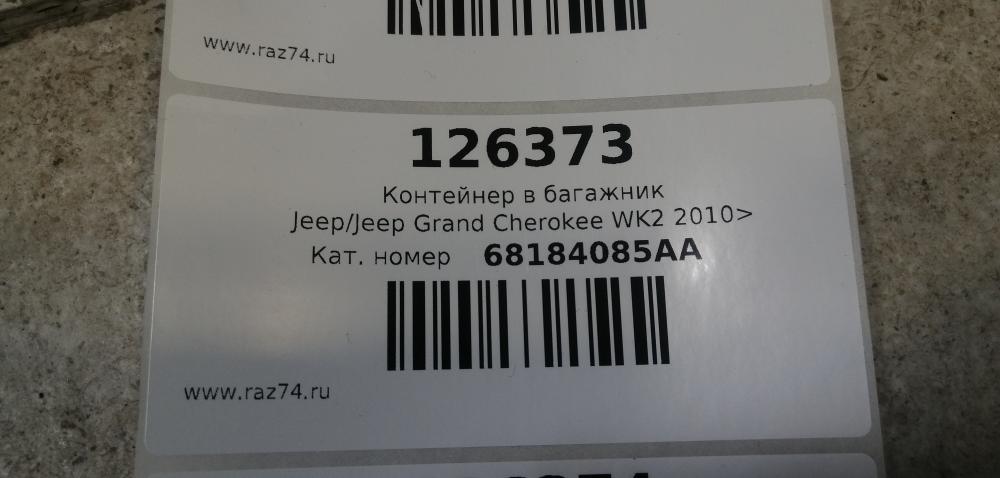 www.raz74.ru
126373
Контейнер в багажник
Jeep/Jeep Grand Cherokee WK2 2010>
Кат. номер 68184085AA
www.raz74.ru